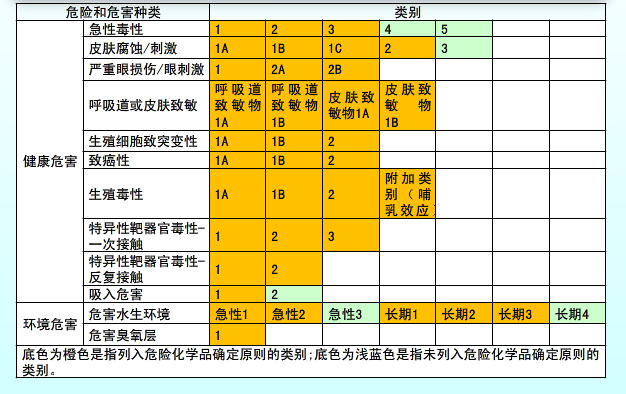 危险和危害种类 类别
健康危害
急性毒性 1 2 3 4 5
皮肤腐蚀/刺激 1A 1B 1C 2 3
严重眼损伤/眼刺激 1 2A 2B
呼吸道或皮肤致敏 呼吸道致敏物1A 呼吸道致敏物1B 皮肤致敏物1A 皮肤致敏物1B
生殖细胞致突变性 1A 1B 2
致癌性 1A 1B 2
生殖毒性 1A 1B 2 附加类别（哺乳效应）
特异性靶器官毒性-一次接触 1 2 3
特异性靶器官毒性-反复接触 1 2
吸入危害 1 2
环境危害
危害水生环境 急性1 急性2 急性3 长期1 长期2 长期3 长期4
危害臭氧层 1
底色为橙色是指列入危险化学品确定原则的类别;底色为浅蓝色是指未列入危险化学品确定原则的
类别。